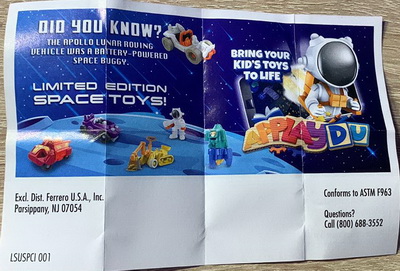 DID YOU KNOW?
THE APOLLO LUNAR ROVING
VEHICLE WAS A BATTERY-POWERED
SPACE BUGGY.
LIMITED EDITION
SPACE TOYS!
BRING YOUR
KID'S TOYS
TO LIFE
APPLAYDU
Excl. Dist. Ferrero U.S.A., Inc.
Parsippany, NJ 07054
LSUSPCI 001
Conforms to ASTM F963
Questions?
Call (800) 688-3552